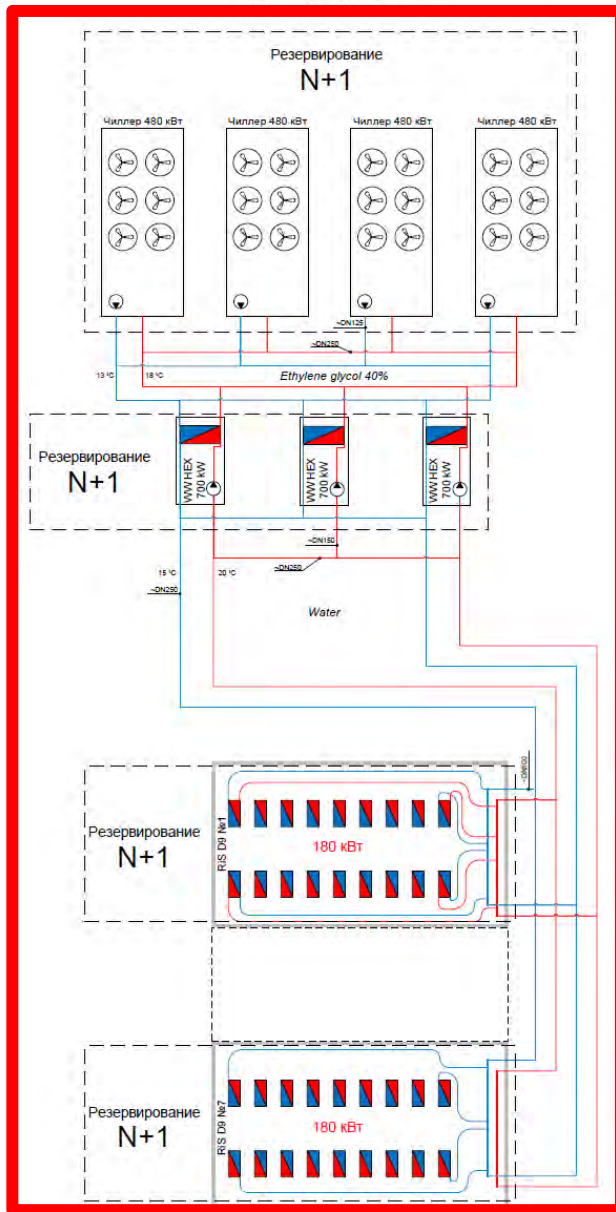 Резервирование
N+1
Чиллер 480 кВт
Чиллер 480 кВт
Чиллер 480 кВт
Чиллер 480 кВт
~DN125
~DN250
13 °C
18 °C
Ethylene glycol 40%
Резервирование
N+1
WW HEX
700 kW
WW HEX
700 kW
WW HEX
700 kW
~DN150
~DN250
15 °C
20 °C
~DN250
Water
Резервирование
N+1
RiS D9 №1
180 кВт
Резервирование
N+1
RiS D9 №7
180 кВт